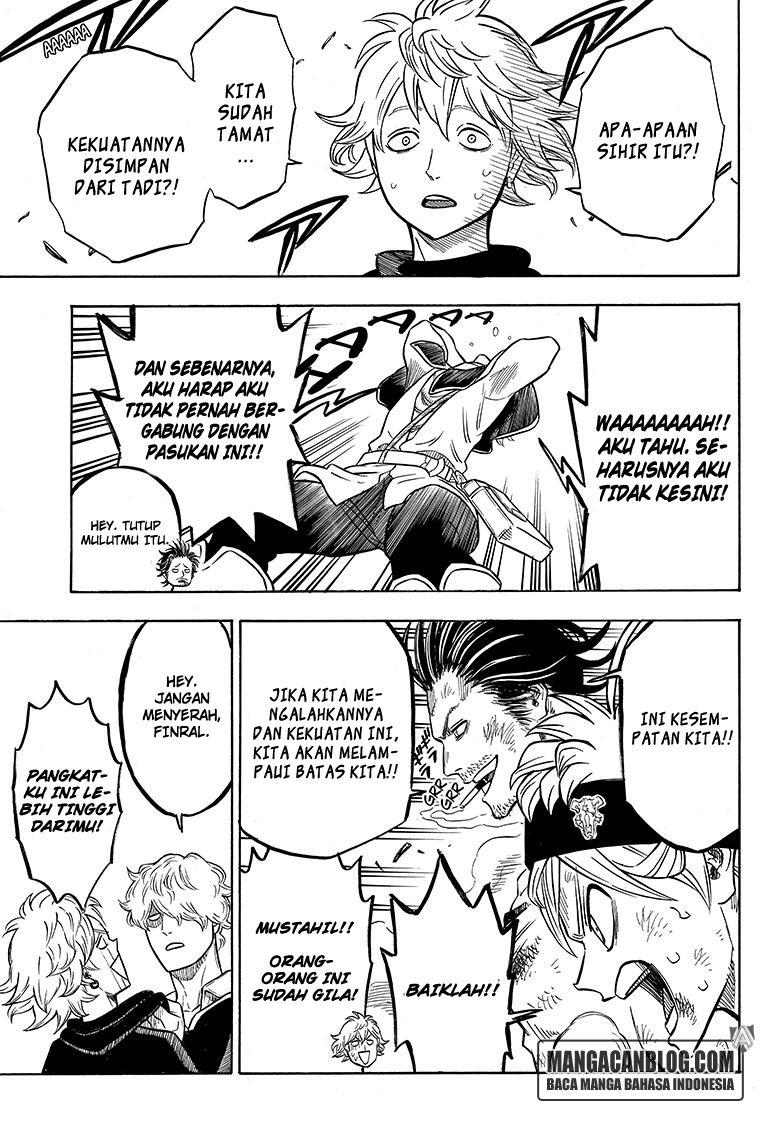 APA-APAAN
SIHIR ITU?!
KITA
SUDAH
TAMAT
...
KEKUATANNYA
DISIMPAN
DARI TADI?!
AAAAAA
WAAAAAAAAH!!
AKU TAHU. SE-
HARUSNYA AKU
TIDAK KESINI!
AAAAA
DAN SEBENARNYA,
AKU HARAP AKU
TIDAK PERNAH BER-
GABUNG DENGAN
PASUKAN INI!!
HEY. TUTUP
MULUTMU ITU.
INI KESEM-
PATAN KITA!!
JIKA KITA ME-
NGALAHKANNYA
DAN KEKUATAN INI,
KITA AKAN MELAM-
PAUI BATAS KITA!!
GRR
GRR
BAIKLAH!!
MUSTAHIL!!
ORANG-
ORANG INI
SUDAH GILA!
HEY.
JANGAN
MENYERAH,
FINRAL.
PANGKAT-
KU INI LE-
BIH TINGGI
DARIMU!
MANGACANBLOG.COM
BACA MANGA BAHASA INDONESIA